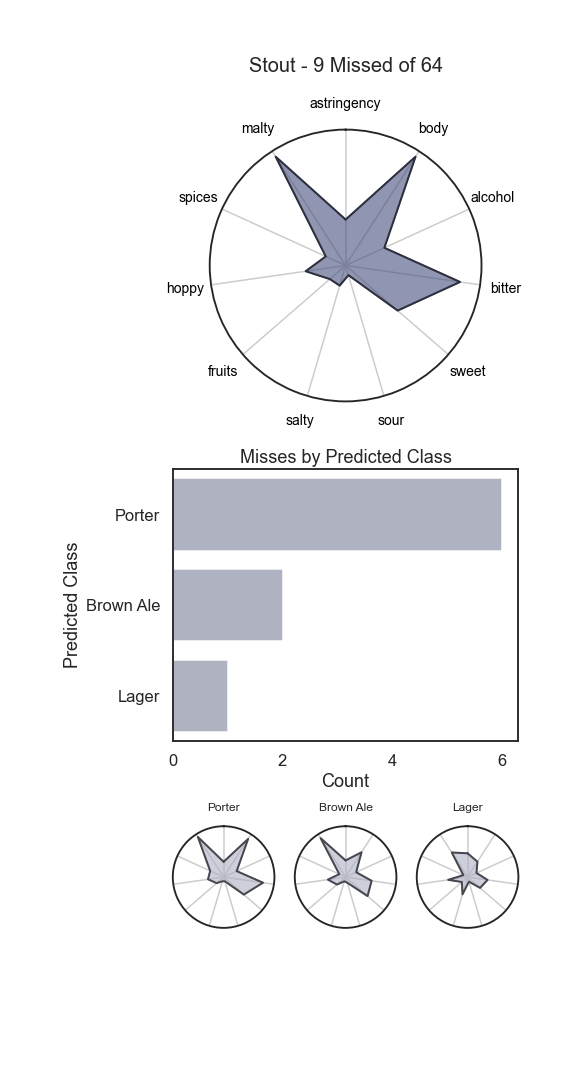 Stout - 9 Missed of 64
astringency
malty
body
spices
alcohol
hoppy
bitter
fruits
sweet
salty
sour
Misses by Predicted Class
Predicted Class
Porter
Brown Ale
Lager
0 2 4 6
Count
Porter Brown Ale Lager